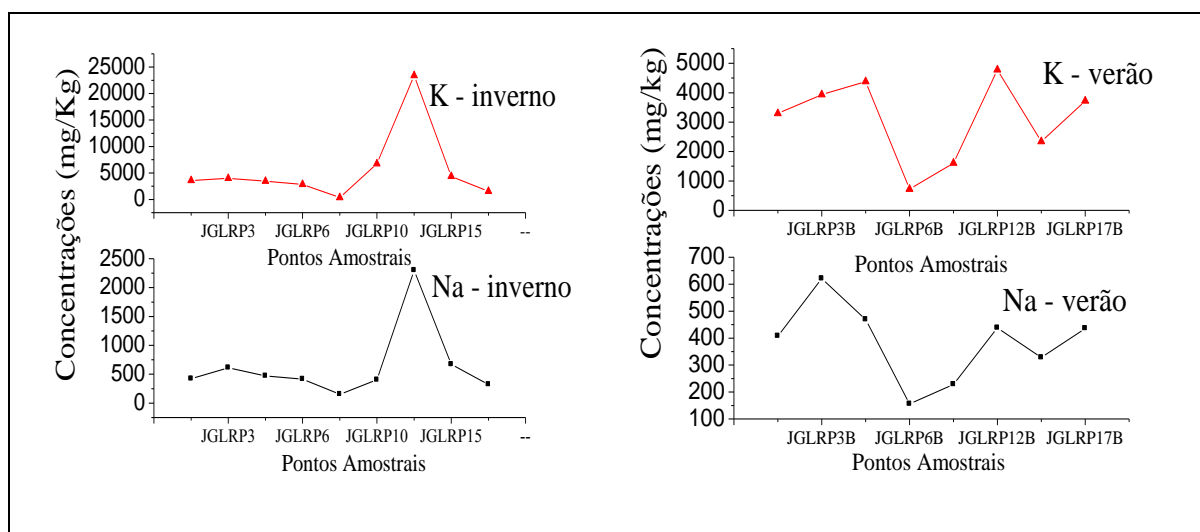 Concentrações (mg/Kg)
25000
20000
15000
10000
5000
0
K - inverno
JGLRP3 JGLRP6 JGLRP10 JGLRP15 --
Pontos Amostrais
2500
2000
1500
1000
500
0
Na - inverno
JGLRP3 JGLRP6 JGLRP10 JGLRP15 --
Pontos Amostrais
Concentrações (mg/kg)
5000
4000
3000
2000
1000
0
K - verão
JGLRP3B JGLRP6B JGLRP12B JGLRP17B
Pontos Amostrais
700
600
500
400
300
200
100
Na - verão
JGLRP3B JGLRP6B JGLRP12B JGLRP17B
Pontos Amostrais